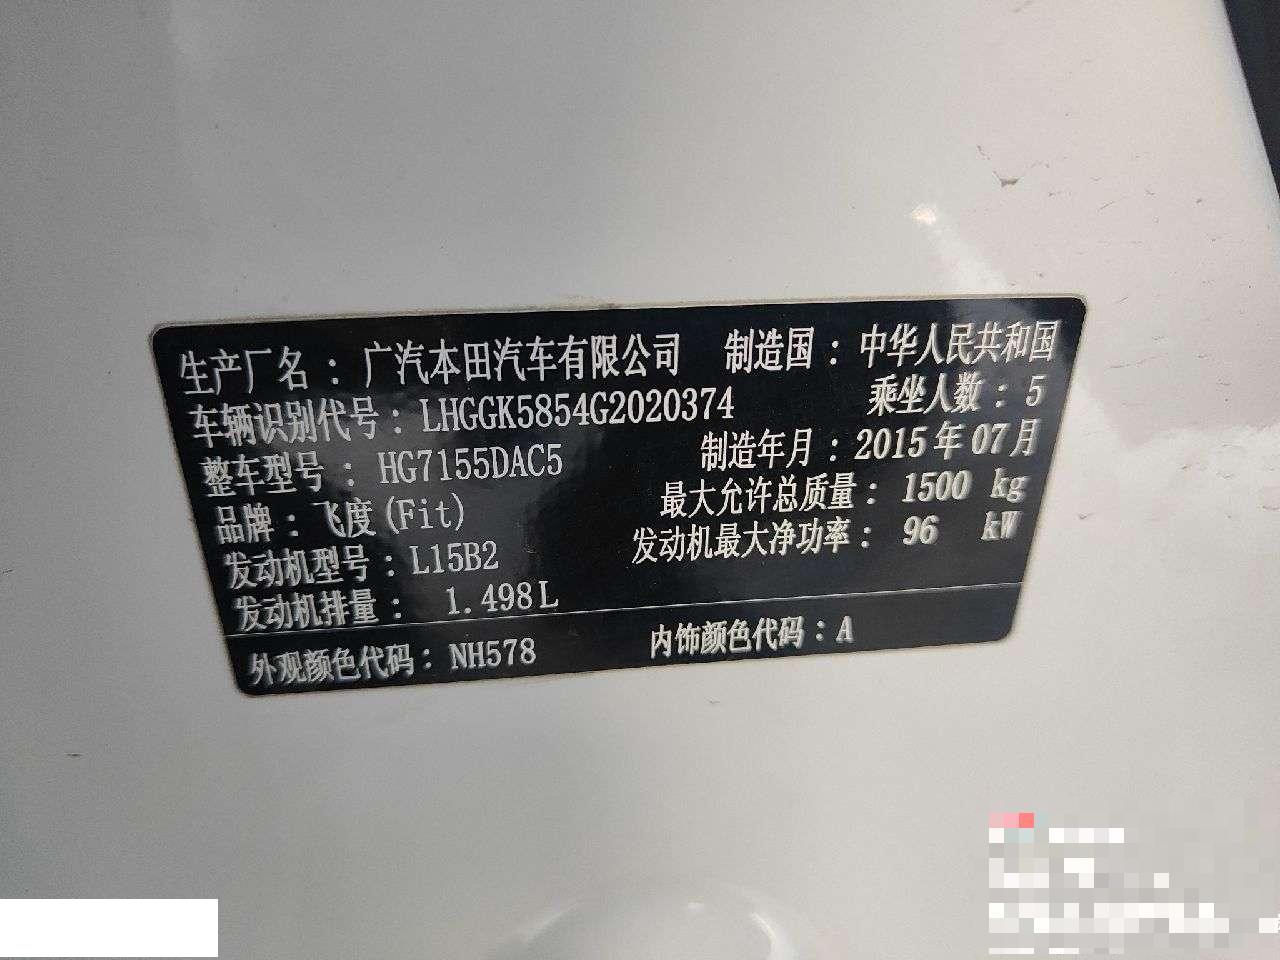 生产厂名：广汽本田汽车有限公司 制造国：中华人民共和国
车辆识别代号：LHGGK5854G2020374 乘坐人数：5
整车型号：HG7155DAC5 制造年月：2015年07月
品牌：飞度(Fit) 最大允许总质量：1500 kg
发动机型号：L15B2 发动机最大净功率：96 kW
发动机排量：1.498L
外观颜色代码：NH578 内饰颜色代码：A